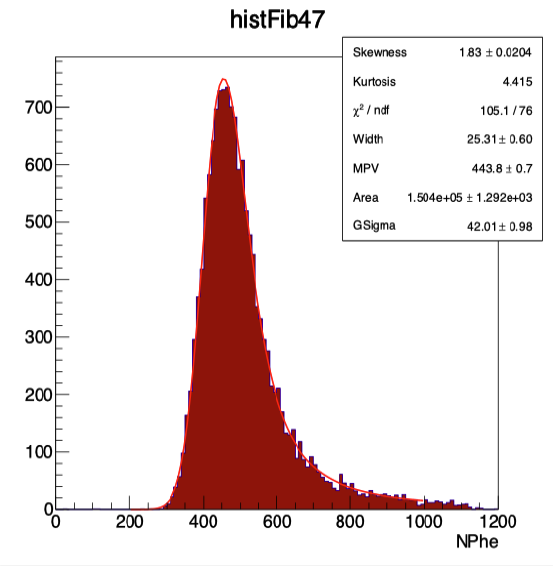 histFib47
Skewness 1.83 ± 0.0204
Kurtosis 4.415
χ² / ndf 105.1 / 76
Width 25.31 ± 0.60
MPV 443.8 ± 0.7
Area 1.504e+05 ± 1.292e+03
GSigma 42.01 ± 0.98
700
600
500
400
300
200
100
0
0 200 400 600 800 1000 1200
NPhe